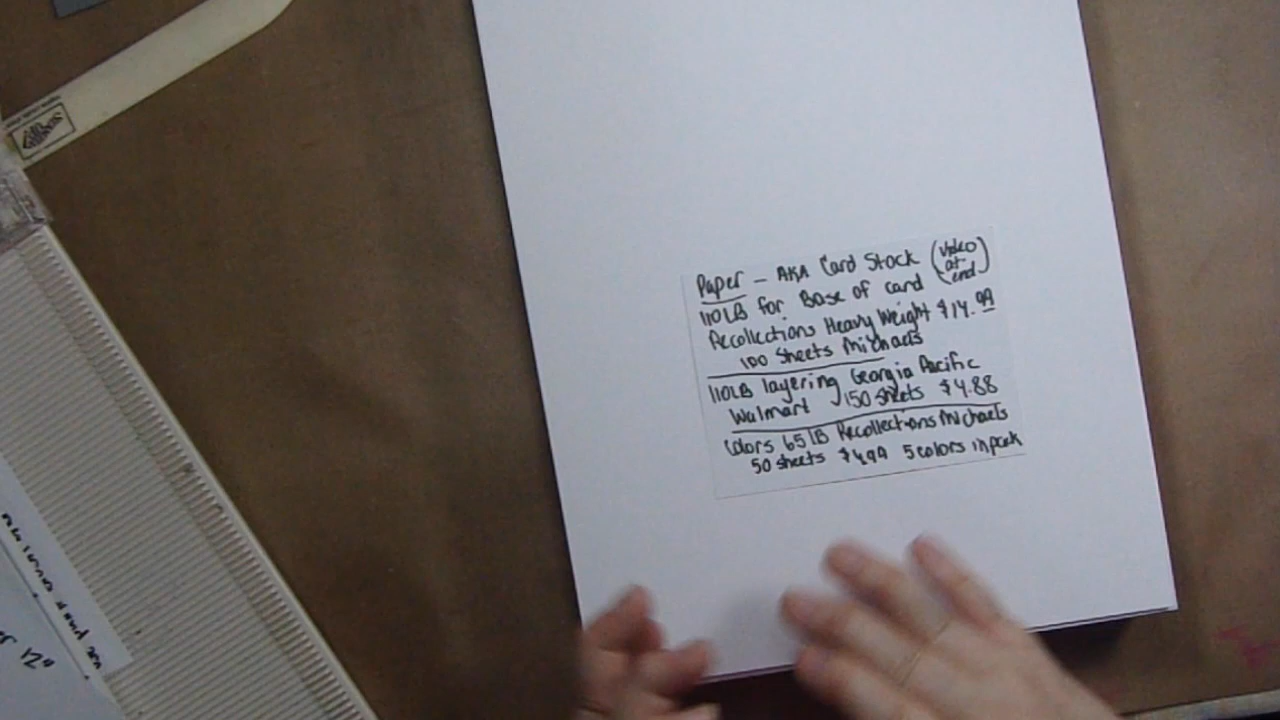 Paper - AKA Card Stock (video at end)
110LB for Base of card
Recollections Heavy Weight $14.99
100 Sheets Michaels
110LB layering Georgia Pacific
Walmart 150 sheets $4.88
Colors 65LB Recollections Michaels
50 sheets $4.99 5 colors in pack
12"